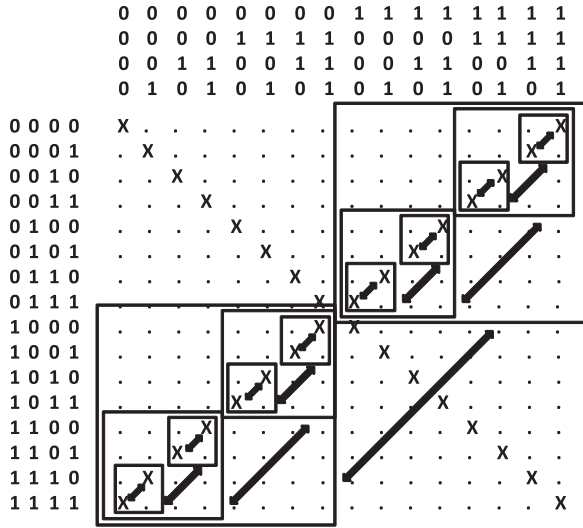 0 0 0 0 0 0 0 0 1 1 1 1 1 1 1 1
0 0 0 0 1 1 1 1 0 0 0 0 1 1 1 1
0 0 1 1 0 0 1 1 0 0 1 1 0 0 1 1
0 1 0 1 0 1 0 1 0 1 0 1 0 1 0 1
0 0 0 0 X . . . . . . . . . . . . . . X
0 0 0 1 . X . . . . . . . . . . . . X .
0 0 1 0 . . X . . . . . . . . . . X . .
0 0 1 1 . . . X . . . . . . . . X . . .
0 1 0 0 . . . . X . . . . . . X . . . .
0 1 0 1 . . . . . X . . . . X . . . . .
0 1 1 0 . . . . . . X . . X . . . . . .
0 1 1 1 . . . . . . . X X . . . . . . .
1 0 0 0 . . . . . . . X X . . . . . . .
1 0 0 1 . . . . . . X . . X . . . . . .
1 0 1 0 . . . . . X . . . . X . . . . .
1 0 1 1 . . . . X . . . . . . X . . . .
1 1 0 0 . . . X . . . . . . . . X . . .
1 1 0 1 . . X . . . . . . . . . . X . .
1 1 1 0 . X . . . . . . . . . . . . X .
1 1 1 1 X . . . . . . . . . . . . . . X